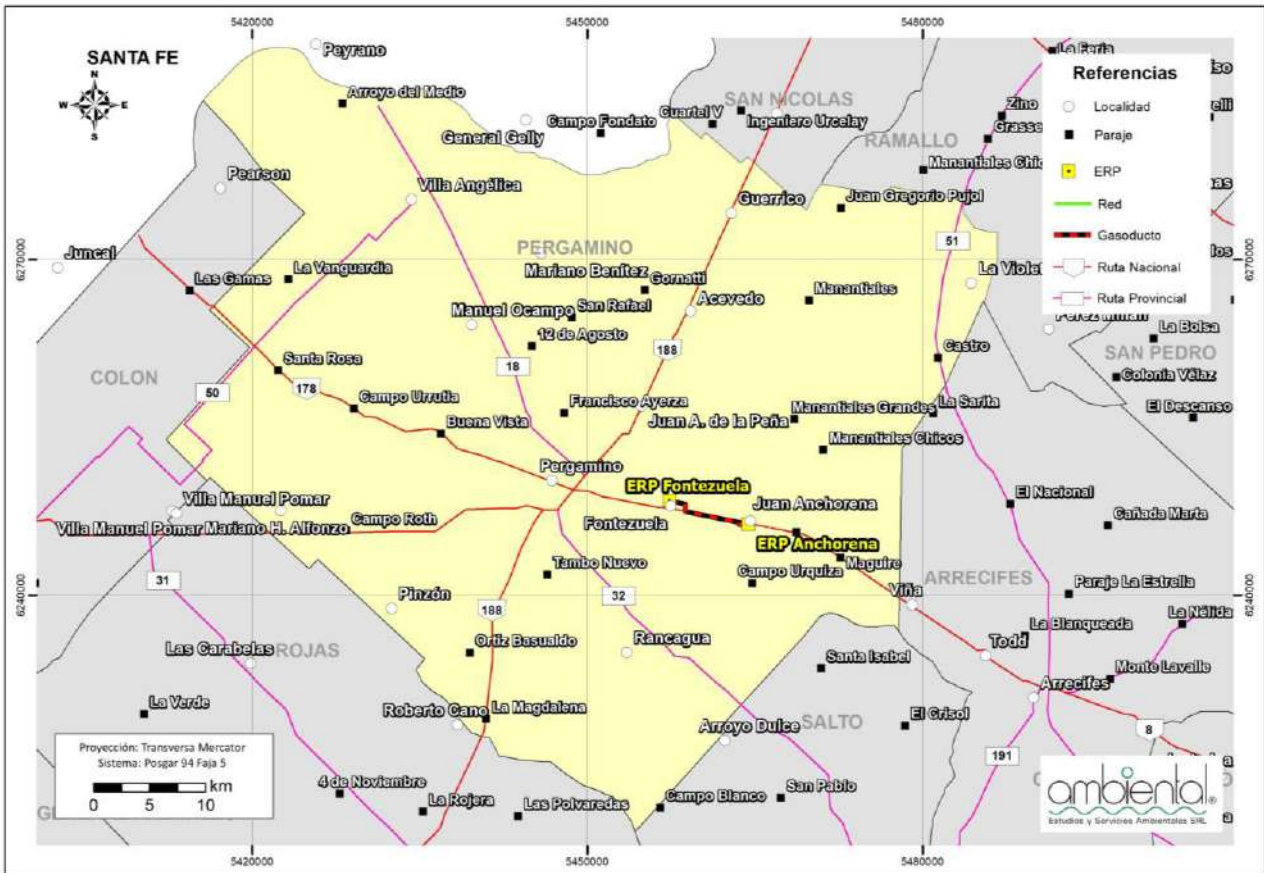 5420000
5450000
5480000
SANTA FE
N
W
E
S
Peyrano
La Feria
Referencias
Localidad
Paraje
ERP
Red
Gasoducto
Ruta Nacional
Ruta Provincial
Arroyo del Medio
SAN NICOLAS
Zino
Cuartel V
Campo Fondato
Ingeniero Urcelay
General Gelly
RAMALLO
Manantiales
Pearson
Villa Angélica
Guerrico
Juan Gregorio Pujol
51
PERGAMINO
6270000
6270000
Juncal
La Vanguardia
Mariano Benítez
Gornatti
Las Gamas
Manantiales
Acevedo
San Rafael
Manuel Ocampo
12 de Agosto
La Bolsa
188
SAN PEDRO
Castro
Santa Rosa
18
COLON
Colonia Vélaz
178
50
Campo Urrutia
Francisco Ayerza
Manantiales Grandes
La Sarita
El Descanso
Juan A. de la Peña
Buena Vista
Manantiales Chicos
Pergamino
ERP Fontezuela
Villa Manuel Pomar
Juan Anchorena
El Nacional
Campo Roth
Fontezuela
Cañada Marta
Villa Manuel Pomar
Mariano H. Alfonzo
ERP Anchorena
Maguire
Tambo Nuevo
Campo Urquiza
ARRECIFES
31
Paraje La Estrella
6240000
6240000
Pinzón
188
32
Viña
La Nélida
La Blanqueada
Ortiz Basualdo
Rancagua
Todd
Las Carabelas
ROJAS
Santa Isabel
Monte Lavalle
Arrecifes
La Verde
Roberto Cano
La Magdalena
Arroyo Dulce
SALTO
El Crisol
8
Proyección: Transversa Mercator
Sistema: Posgar 94 Faja 5
km
0 5 10
191
4 de Noviembre
La Rojera
Las Polvaredas
Campo Blanco
San Pablo
ambiental®
Estudios y Servicios Ambientales SRL
5420000
5450000
5480000